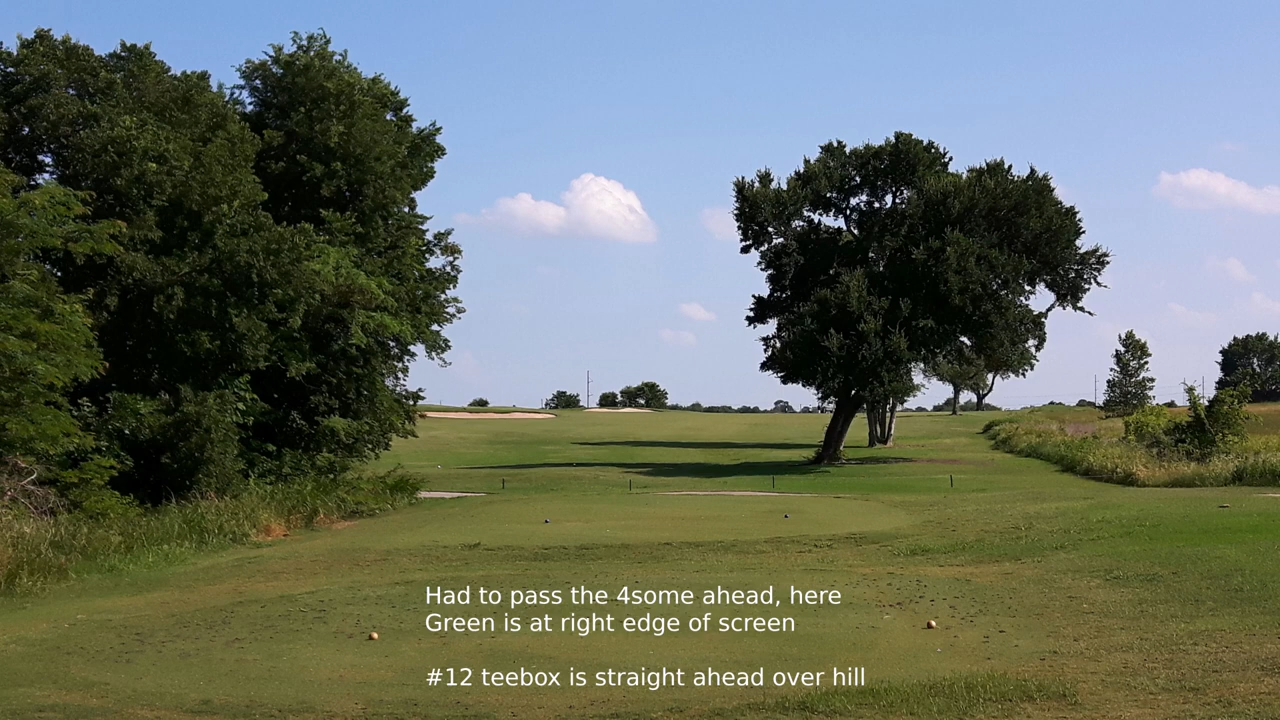 Had to pass the 4some ahead, here
Green is at right edge of screen
#12 teebox is straight ahead over hill